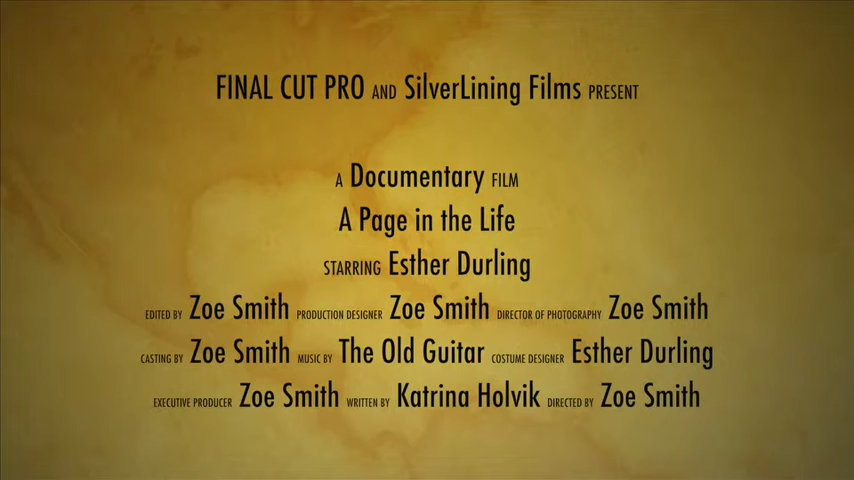 FINAL CUT PRO AND SilverLining Films PRESENT
A Documentary FILM
A Page in the Life
STARRING Esther Durling
EDITED BY Zoe Smith PRODUCTION DESIGNER Zoe Smith DIRECTOR OF PHOTOGRAPHY Zoe Smith
CASTING BY Zoe Smith MUSIC BY The Old Guitar COSTUME DESIGNER Esther Durling
EXECUTIVE PRODUCER Zoe Smith WRITTEN BY Katrina Holvik DIRECTED BY Zoe Smith